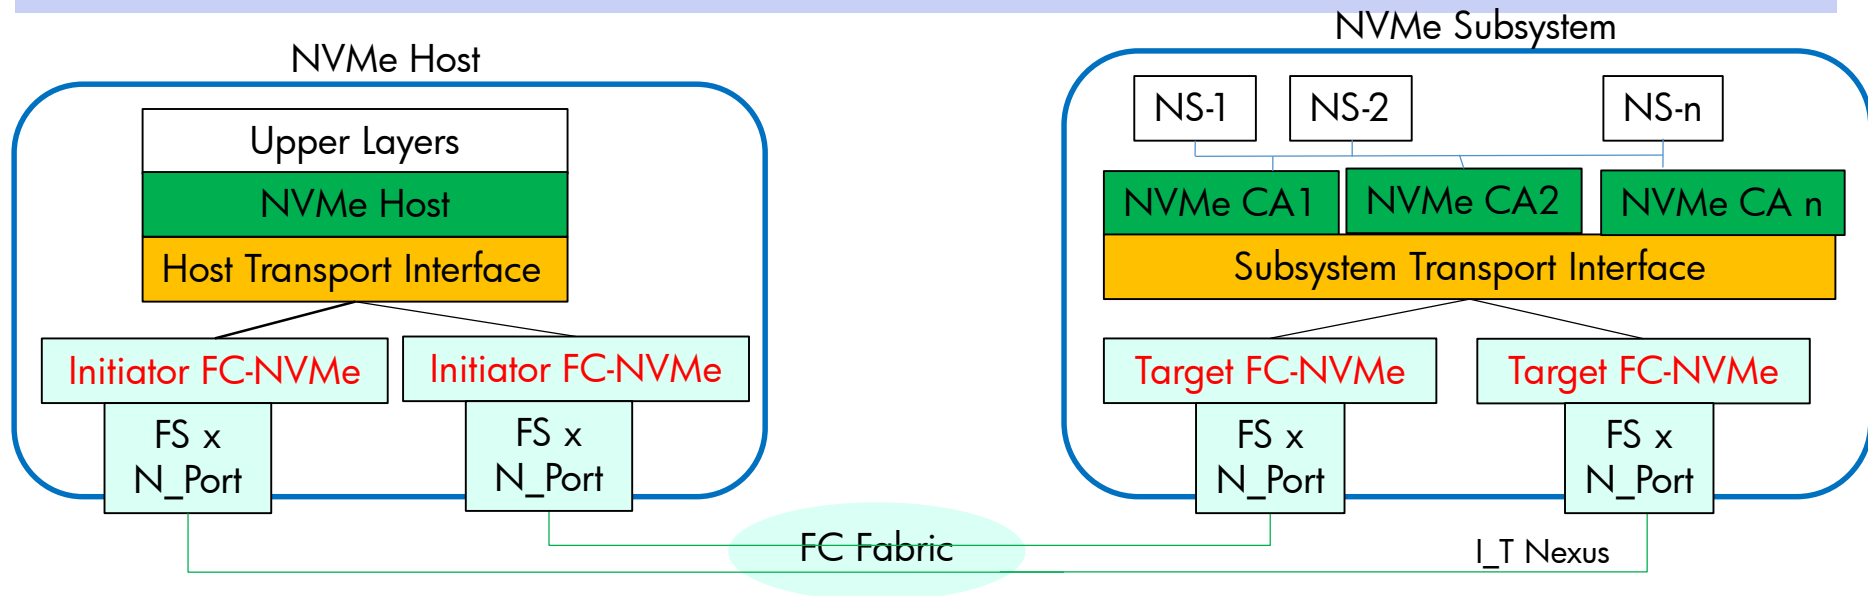 NVMe Host
Upper Layers
NVMe Host
Host Transport Interface
Initiator FC-NVMe
Initiator FC-NVMe
FS x
N_Port
FS x
N_Port
NVMe Subsystem
NS-1
NS-2
NS-n
NVMe CA1
NVMe CA2
NVMe CA n
Subsystem Transport Interface
Target FC-NVMe
Target FC-NVMe
FS x
N_Port
FS x
N_Port
FC Fabric
I_T Nexus